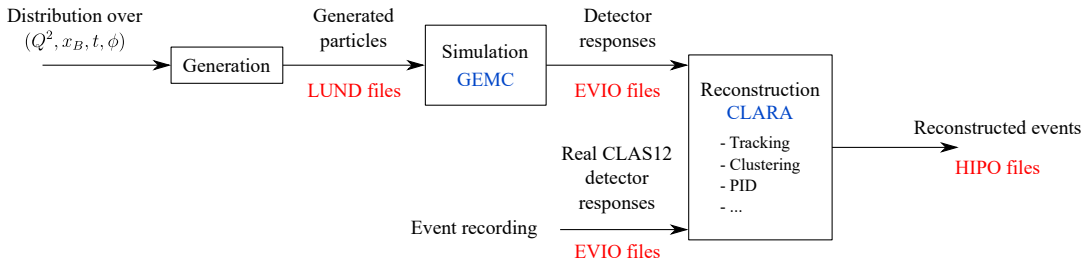 Distribution over
(Q², x_B, t, ϕ)
Generation
Generated
particles
LUND files
Simulation
GEMC
Detector
responses
EVIO files
Real CLAS12
detector
responses
Event recording
EVIO files
Reconstruction
CLARA
- Tracking
- Clustering
- PID
- ...
Reconstructed events
HIPO files